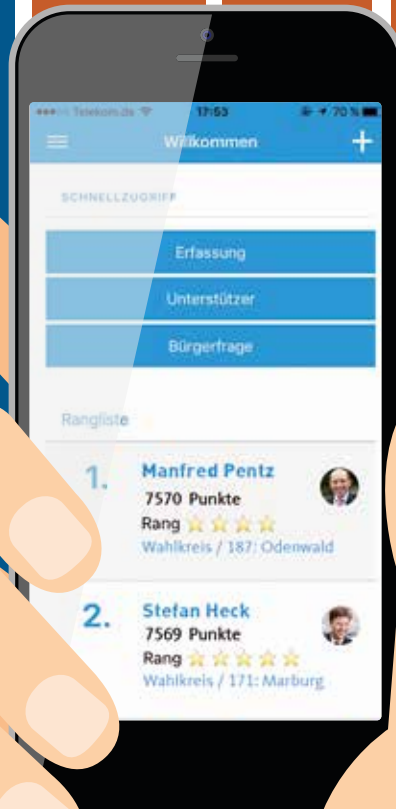 Telekom.de 17:53 70 %
Willkommen +
SCHNELLZUGRIFF
Erfassung
Unterstützer
Bürgerfrage
Rangliste
1. Manfred Pentz
7570 Punkte
Rang
Wahlkreis / 187: Odenwald
2. Stefan Heck
7569 Punkte
Rang
Wahlkreis / 171: Marburg